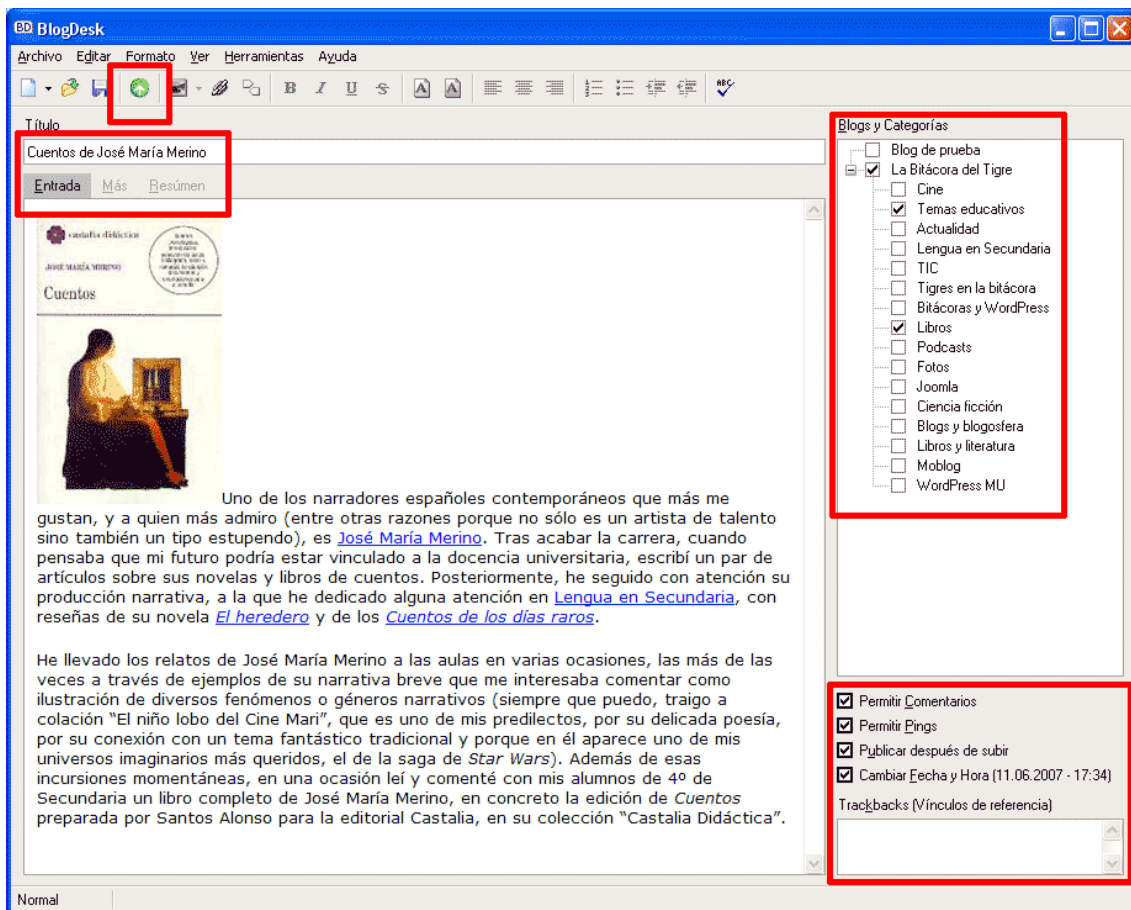 BD BlogDesk
Archivo Editar Formato Ver Herramientas Ayuda
B I U S A A ABC
Título
Cuentos de José María Merino
Entrada Más Resúmen
castalia didáctica
JOSÉ MARÍA MERINO
Cuentos
Uno de los narradores españoles contemporáneos que más me
gustan, y a quien más admiro (entre otras razones porque no sólo es un artista de talento
sino también un tipo estupendo), es José María Merino. Tras acabar la carrera, cuando
pensaba que mi futuro podría estar vinculado a la docencia universitaria, escribí un par de
artículos sobre sus novelas y libros de cuentos. Posteriormente, he seguido con atención su
producción narrativa, a la que he dedicado alguna atención en Lengua en Secundaria, con
reseñas de su novela El heredero y de los Cuentos de los días raros.
He llevado los relatos de José María Merino a las aulas en varias ocasiones, las más de las
veces a través de ejemplos de su narrativa breve que me interesaba comentar como
ilustración de diversos fenómenos o géneros narrativos (siempre que puedo, traigo a
colación “El niño lobo del Cine Mari”, que es uno de mis predilectos, por su delicada poesía,
por su conexión con un tema fantástico tradicional y porque en él aparece uno de mis
universos imaginarios más queridos, el de la saga de Star Wars). Además de esas
incursiones momentáneas, en una ocasión leí y comenté con mis alumnos de 4º de
Secundaria un libro completo de José María Merino, en concreto la edición de Cuentos
preparada por Santos Alonso para la editorial Castalia, en su colección “Castalia Didáctica”.
Blogs y Categorías
Blog de prueba
La Bitácora del Tigre
Cine
Temas educativos
Actualidad
Lengua en Secundaria
TIC
Tigres en la bitácora
Bitácoras y WordPress
Libros
Podcasts
Fotos
Joomla
Ciencia ficción
Blogs y blogosfera
Libros y literatura
Moblog
WordPress MU
Permitir Comentarios
Permitir Pings
Publicar después de subir
Cambiar Fecha y Hora (11.06.2007 - 17:34)
Trackbacks (Vínculos de referencia)
Normal